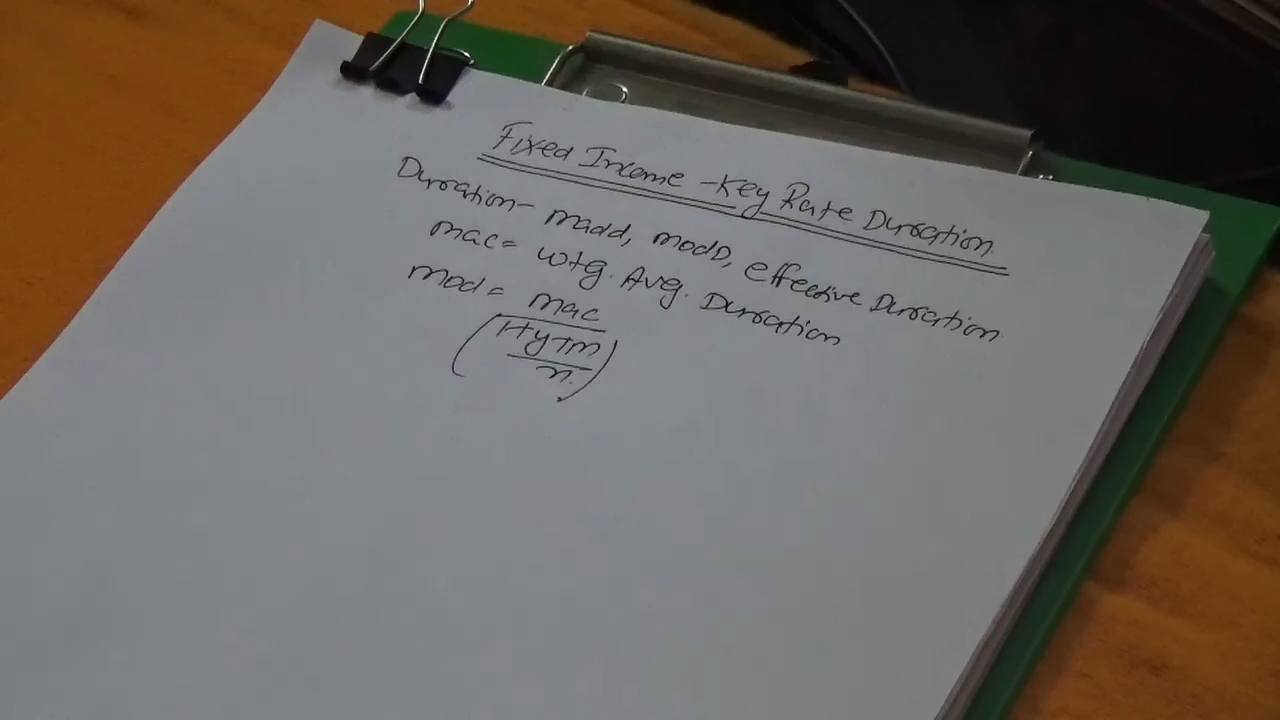 Fixed Income - Key Rate Duration
Duration - macd, modD, effective Duration
mac = wtg. Avg. Duration
mod = mac
(1+ytm
n)